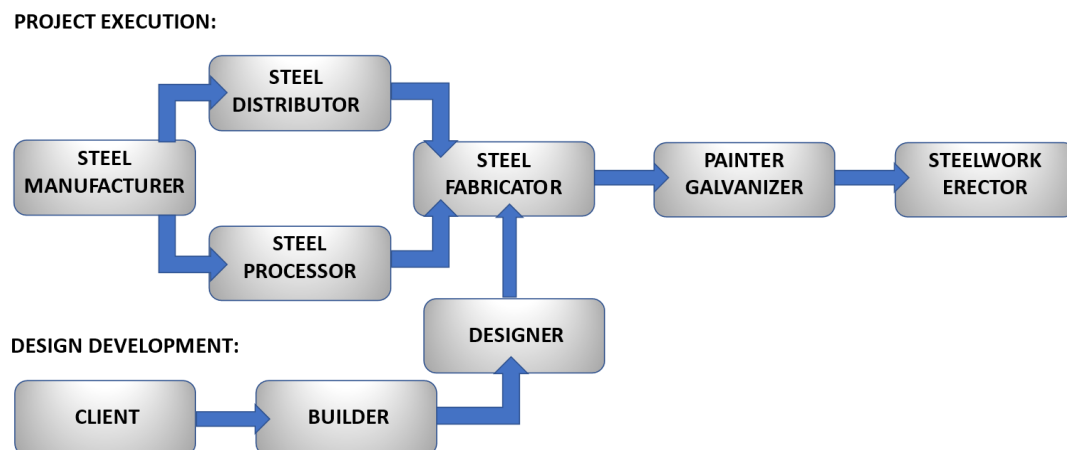 PROJECT EXECUTION:
STEEL
DISTRIBUTOR
STEEL
MANUFACTURER
STEEL
FABRICATOR
PAINTER
GALVANIZER
STEELWORK
ERECTOR
STEEL
PROCESSOR
DESIGNER
DESIGN DEVELOPMENT:
CLIENT
BUILDER